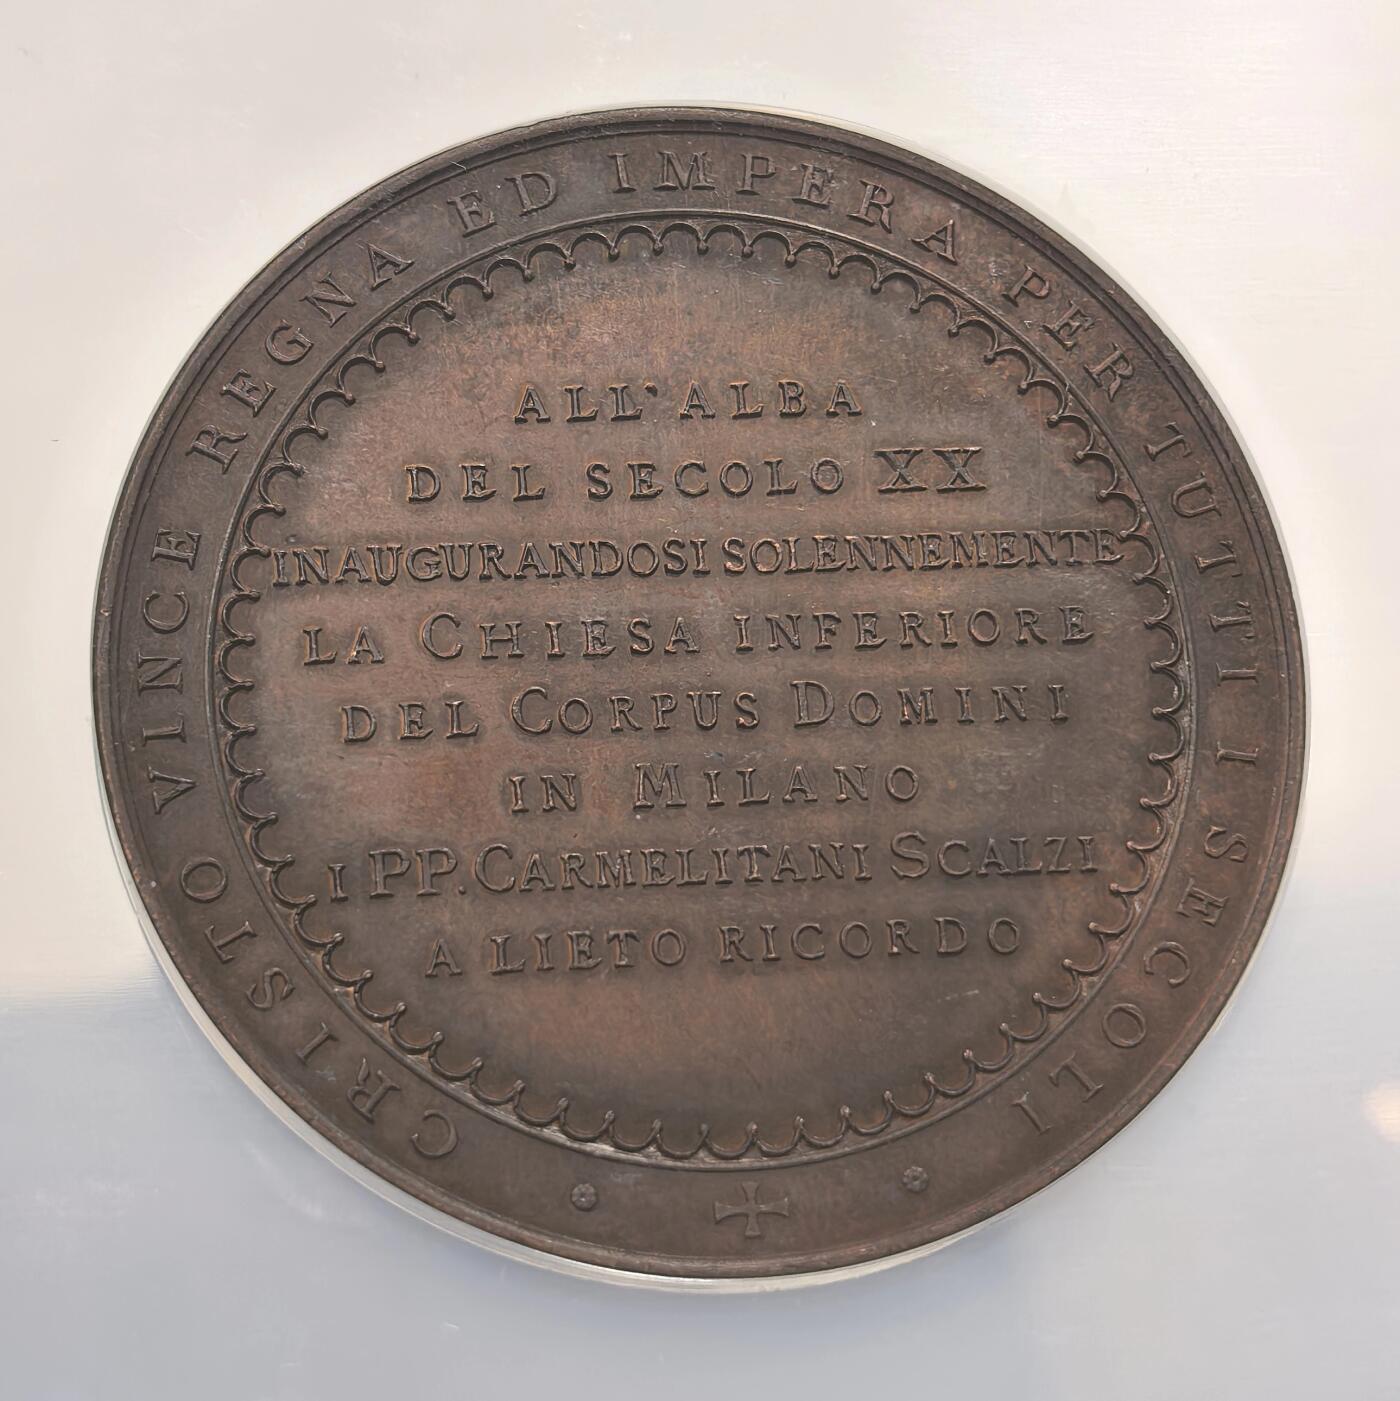 CRISTO VINCE REGNA ED IMPERA PER TUTTI I SECOLI
ALL' ALBA
DEL SECOLO XX
INAUGURANDOSI SOLENNEMENTE
LA CHIESA INFERIORE
DEL CORPUS DOMINI
IN MILANO
I PP. CARMELITANI SCALZI
A LIETO RICORDO